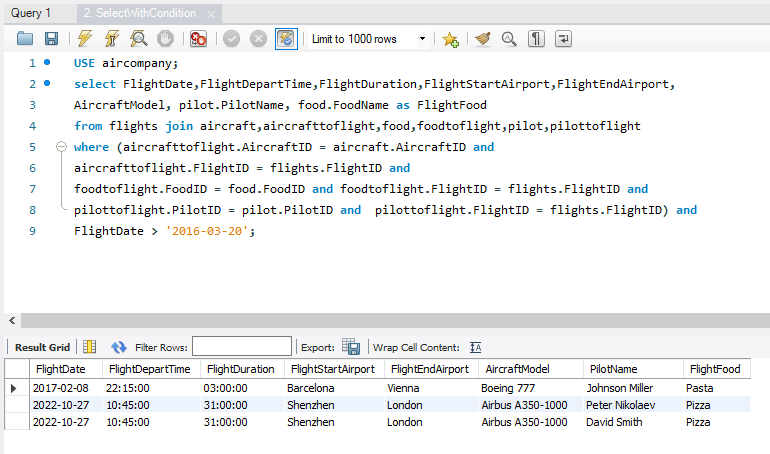 Query 1 2. SelectWithCondition
Limit to 1000 rows
1 USE aircompany;
2 select FlightDate,FlightDepartTime,FlightDuration,FlightStartAirport,FlightEndAirport,
3 AircraftModel, pilot.PilotName, food.FoodName as FlightFood
4 from flights join aircraft,aircrafttoflight,food,foodtoflight,pilot,pilottoflight
5 where (aircrafttoflight.AircraftID = aircraft.AircraftID and
6 aircrafttoflight.FlightID = flights.FlightID and
7 foodtoflight.FoodID = food.FoodID and foodtoflight.FlightID = flights.FlightID and
8 pilottoflight.PilotID = pilot.PilotID and  pilottoflight.FlightID = flights.FlightID) and
9 FlightDate > '2016-03-20';
Result Grid Filter Rows: Export: Wrap Cell Content: IA
FlightDate FlightDepartTime FlightDuration FlightStartAirport FlightEndAirport AircraftModel PilotName FlightFood
2017-02-08 22:15:00 03:00:00 Barcelona Vienna Boeing 777 Johnson Miller Pasta
2022-10-27 10:45:00 31:00:00 Shenzhen London Airbus A350-1000 Peter Nikolaev Pizza
2022-10-27 10:45:00 31:00:00 Shenzhen London Airbus A350-1000 David Smith Pizza